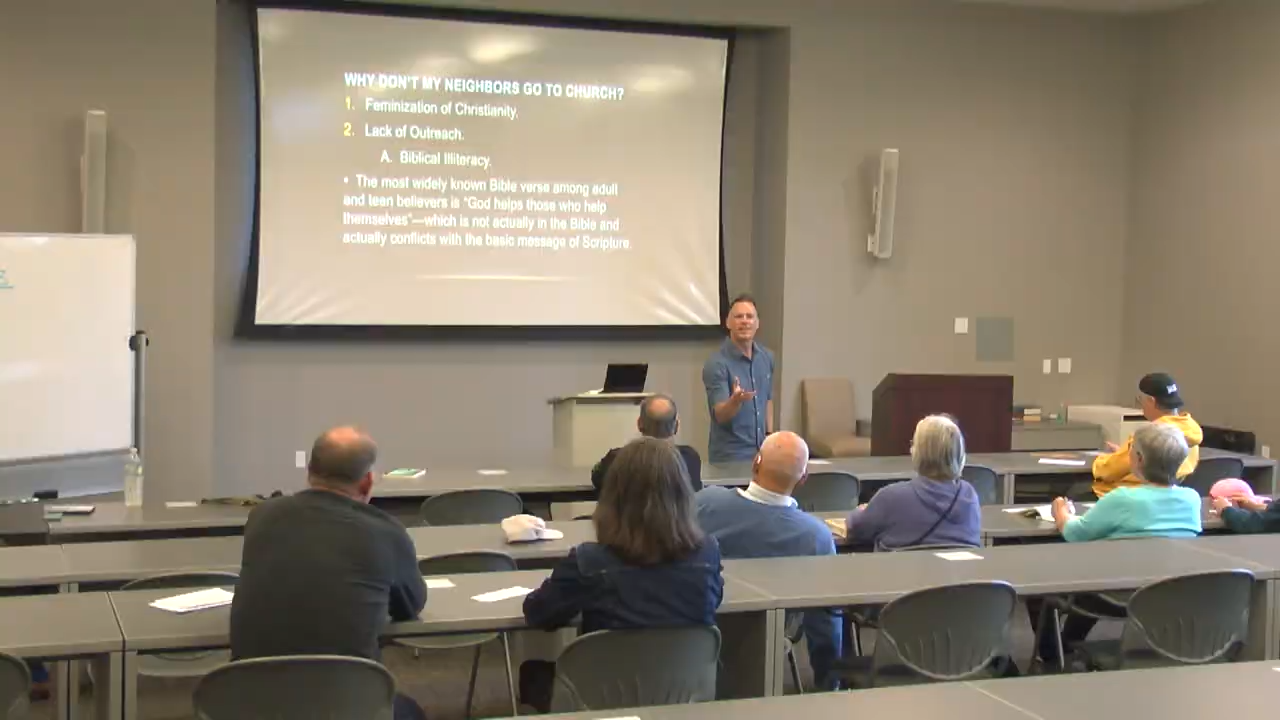 WHY DON'T MY NEIGHBORS GO TO CHURCH?
1. Feminization of Christianity.
2. Lack of Outreach.
A. Biblical Illiteracy.
• The most widely known Bible verse among adult
and teen believers is "God helps those who help
themselves"—which is not actually in the Bible and
actually conflicts with the basic message of Scripture.